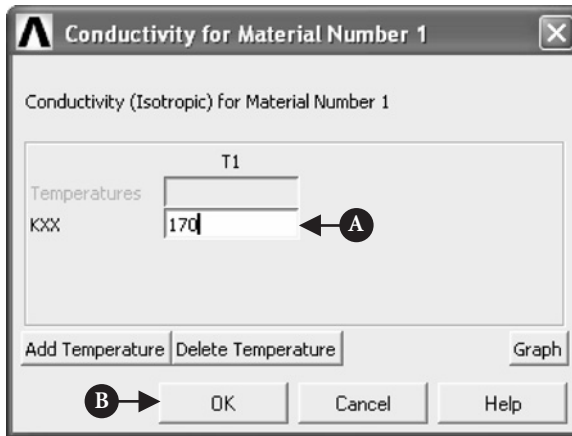 Conductivity for Material Number 1
Conductivity (Isotropic) for Material Number 1
T1
Temperatures
KXX 170 A
Add Temperature Delete Temperature Graph
B OK Cancel Help